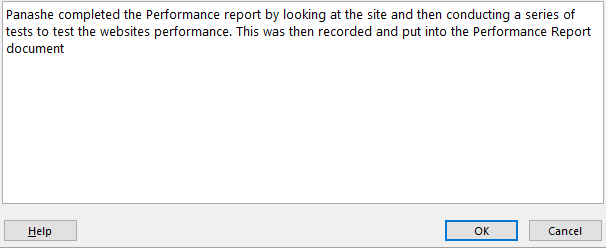 Panashe completed the Performance report by looking at the site and then conducting a series of
tests to test the websites performance. This was then recorded and put into the Performance Report
document
Help OK Cancel